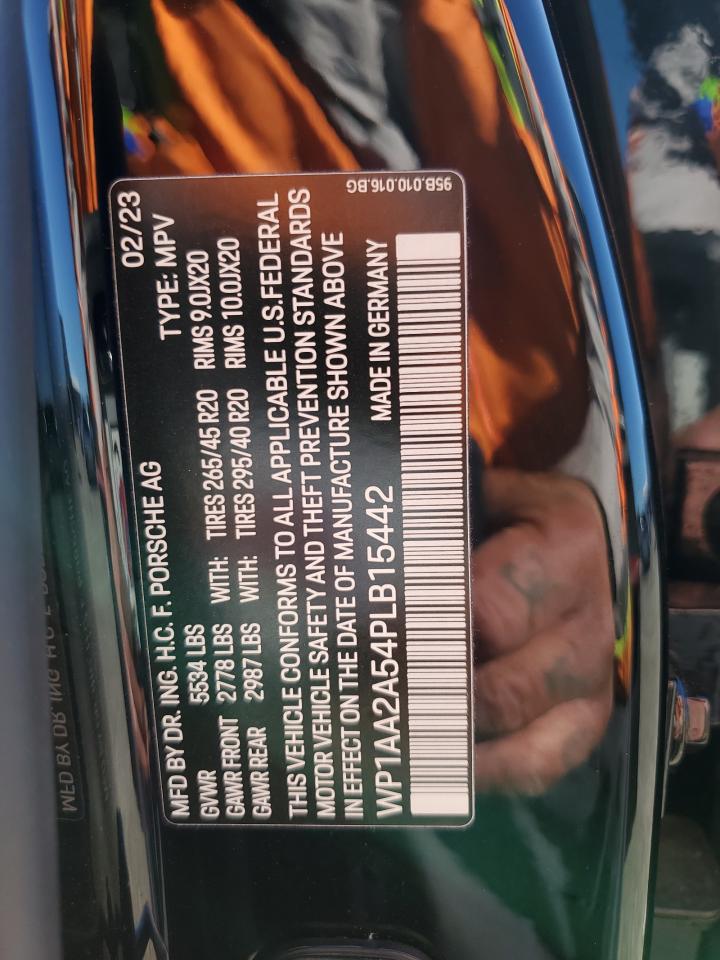 MFD BY DR. ING. H.C. F. PORSCHE AG 02/23
GVWR 5534 LBS TYPE: MPV
GAWR FRONT 2778 LBS WITH: TIRES 265/45 R20 RIMS 9.0JX20
GAWR REAR 2987 LBS WITH: TIRES 295/40 R20 RIMS 10.0JX20
THIS VEHICLE CONFORMS TO ALL APPLICABLE U.S. FEDERAL
MOTOR VEHICLE SAFETY AND THEFT PREVENTION STANDARDS
IN EFFECT ON THE DATE OF MANUFACTURE SHOWN ABOVE
WP1AA2A54PLB15442 MADE IN GERMANY
95B.010.016.BG